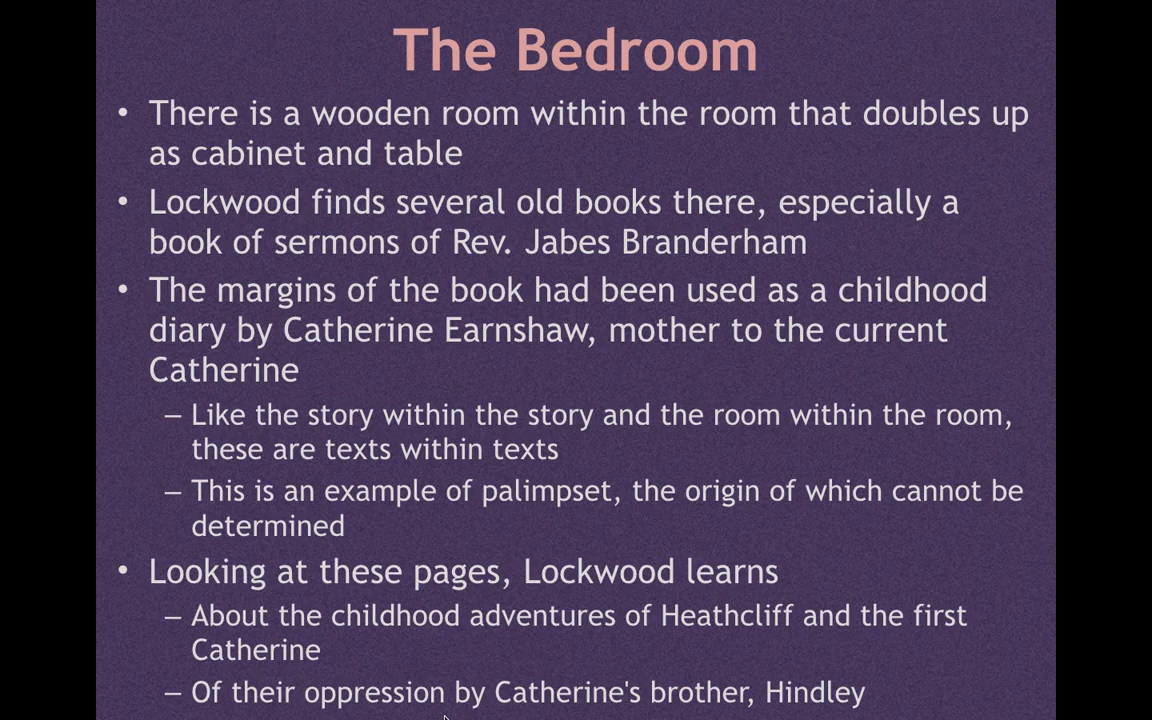 The Bedroom
• There is a wooden room within the room that doubles up
as cabinet and table
• Lockwood finds several old books there, especially a
book of sermons of Rev. Jabes Branderham
• The margins of the book had been used as a childhood
diary by Catherine Earnshaw, mother to the current
Catherine
– Like the story within the story and the room within the room,
these are texts within texts
– This is an example of palimpset, the origin of which cannot be
determined
• Looking at these pages, Lockwood learns
– About the childhood adventures of Heathcliff and the first
Catherine
– Of their oppression by Catherine's brother, Hindley